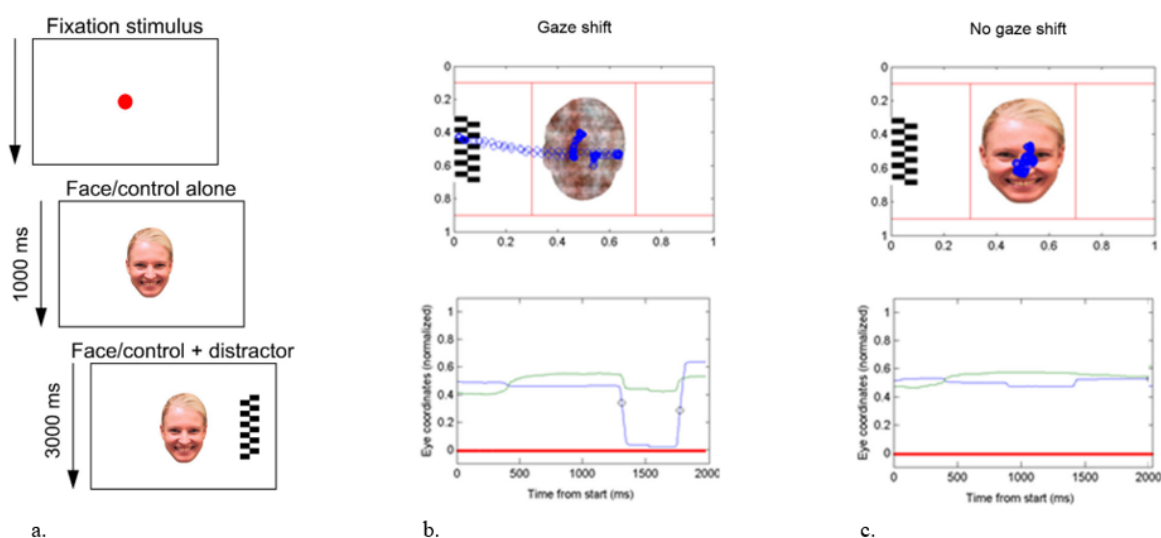 Fixation stimulus
Face/control alone
1000 ms
Face/control + distractor
3000 ms
a.
Gaze shift
0
0.2
0.4
0.6
0.8
1
0 0.2 0.4 0.6 0.8 1
Eye coordinates (normalized)
1
0.8
0.6
0.4
0.2
0
0 500 1000 1500 2000
Time from start (ms)
b.
No gaze shift
0
0.2
0.4
0.6
0.8
1
0 0.2 0.4 0.6 0.8 1
Eye coordinates (normalized)
1
0.8
0.6
0.4
0.2
0
0 500 1000 1500 2000
Time from start (ms)
c.